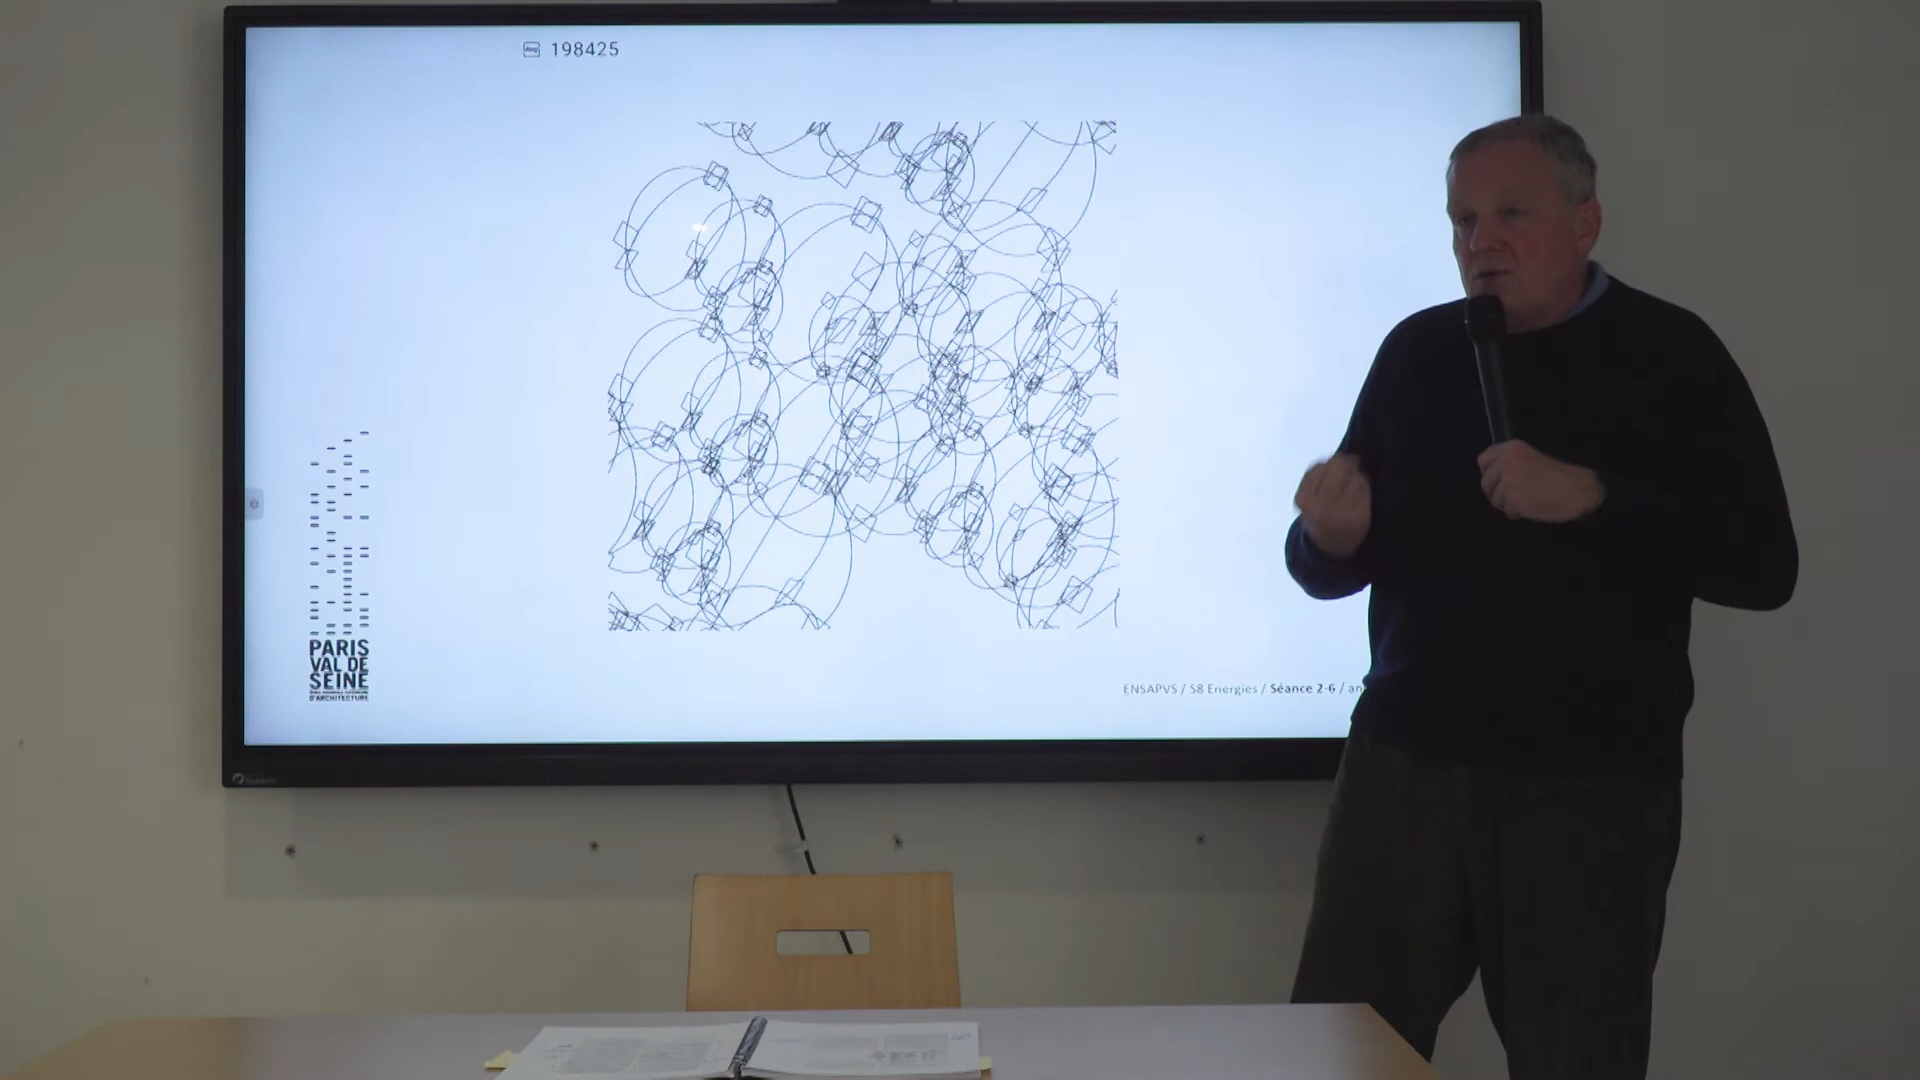 198425
PARIS
VAL DE
SEINE
D'ARCHITECTURE
ENSAPVS / S8 Energies / Séance 2-6 / an